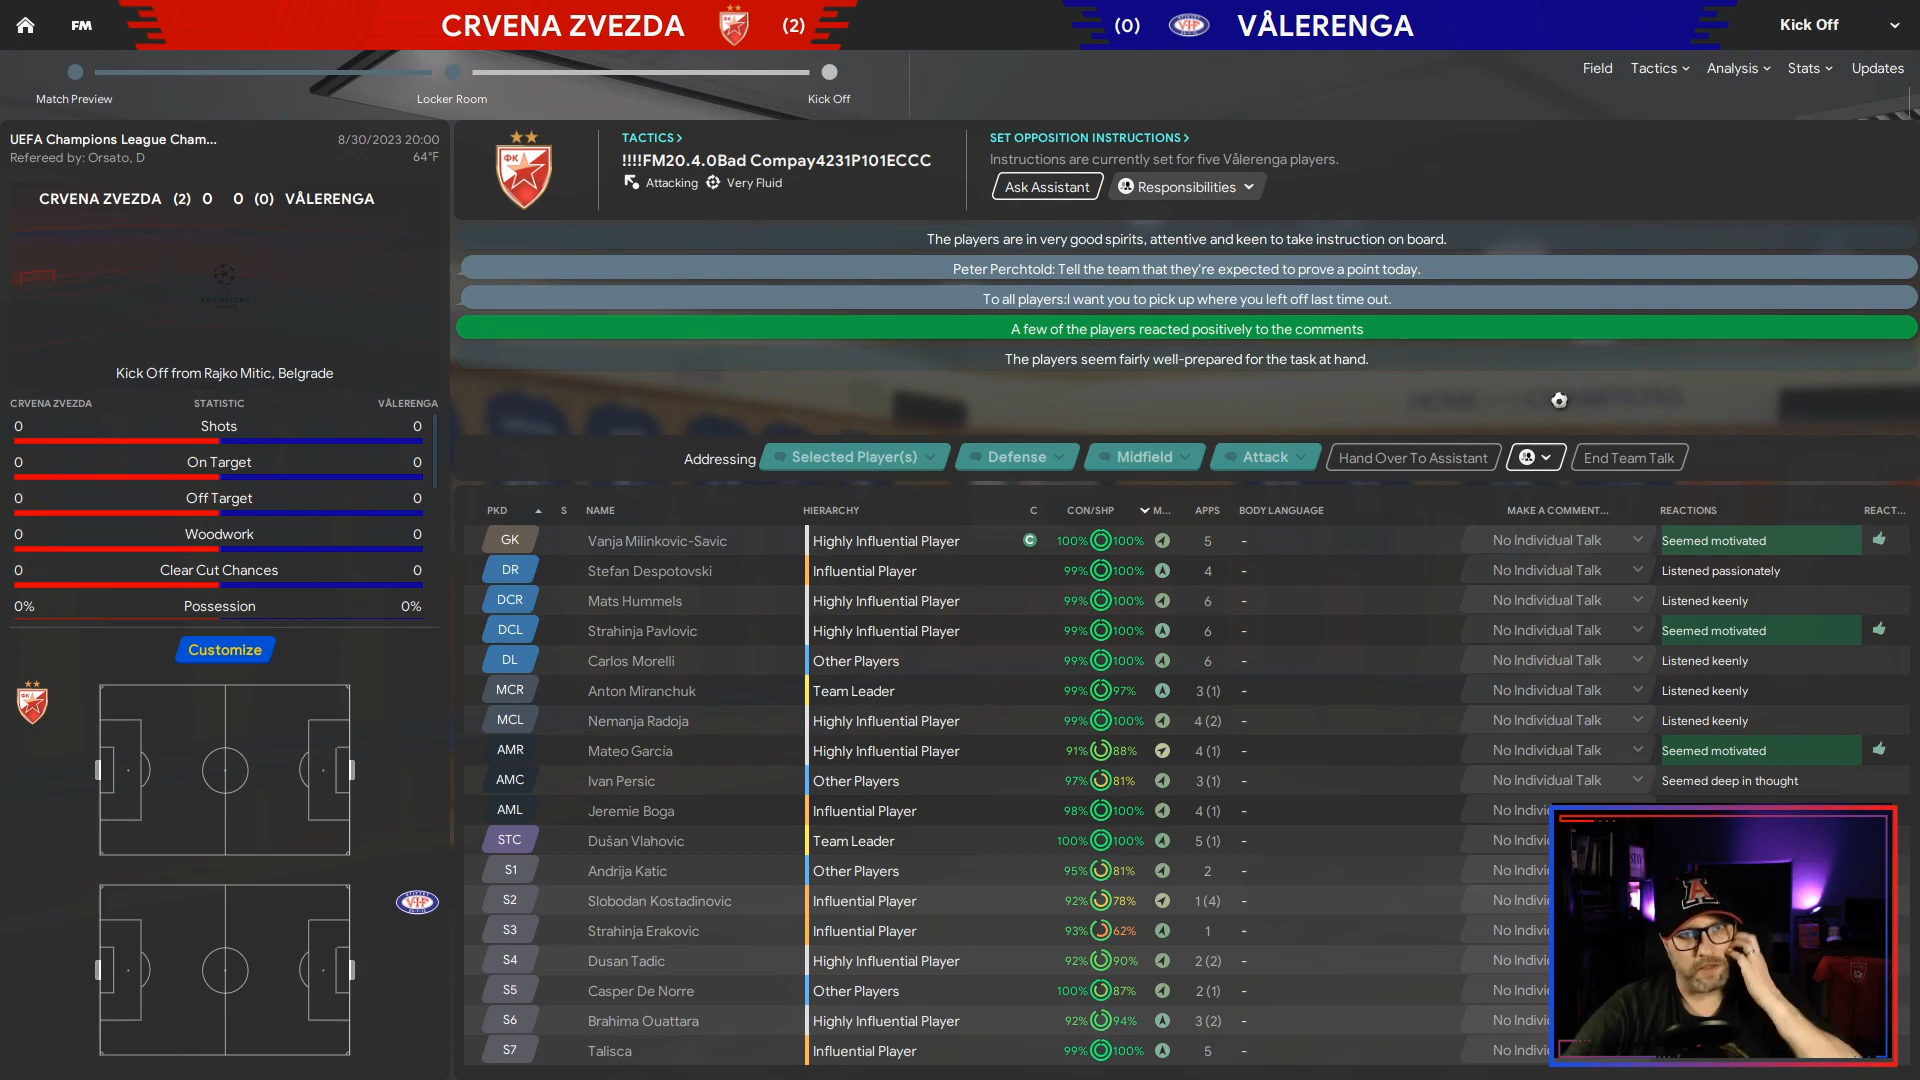 FM
CRVENA ZVEZDA (2)
(0) VÅLERENGA
Kick Off
Match Preview
Locker Room
Kick Off
Field Tactics Analysis Stats Updates
UEFA Champions League Cham...
8/30/2023 20:00
Refereed by: Orsato, D
64°F
CRVENA ZVEZDA (2) 0 0 (0) VÅLERENGA
Kick Off from Rajko Mitic, Belgrade
CRVENA ZVEZDA STATISTIC VÅLERENGA
0 Shots 0
0 On Target 0
0 Off Target 0
0 Woodwork 0
0 Clear Cut Chances 0
0% Possession 0%
Customize
TACTICS >
!!!!FM20.4.0Bad Compay4231P101ECCC
Attacking Very Fluid
SET OPPOSITION INSTRUCTIONS >
Instructions are currently set for five Vålerenga players.
Ask Assistant Responsibilities
The players are in very good spirits, attentive and keen to take instruction on board.
Peter Perchtold: Tell the team that they're expected to prove a point today.
To all players:I want you to pick up where you left off last time out.
A few of the players reacted positively to the comments
The players seem fairly well-prepared for the task at hand.
Addressing Selected Player(s) Defense Midfield Attack Hand Over To Assistant End Team Talk
PKD S NAME HIERARCHY C CON/SHP M... APPS BODY LANGUAGE MAKE A COMMENT... REACTIONS REACT...
GK Vanja Milinkovic-Savic Highly Influential Player C 100% 100% 5 - No Individual Talk Seemed motivated
DR Stefan Despotovski Influential Player 99% 100% 4 - No Individual Talk Listened passionately
DCR Mats Hummels Highly Influential Player 99% 100% 6 - No Individual Talk Listened keenly
DCL Strahinja Pavlovic Highly Influential Player 99% 100% 6 - No Individual Talk Seemed motivated
DL Carlos Morelli Other Players 99% 100% 6 - No Individual Talk Listened keenly
MCR Anton Miranchuk Team Leader 99% 97% 3 (1) - No Individual Talk Listened keenly
MCL Nemanja Radoja Highly Influential Player 99% 100% 4 (2) - No Individual Talk Listened keenly
AMR Mateo García Highly Influential Player 91% 88% 4 (1) - No Individual Talk Seemed motivated
AMC Ivan Persic Other Players 97% 81% 3 (1) - No Individual Talk Seemed deep in thought
AML Jeremie Boga Influential Player 98% 100% 4 (1) - No Individ
STC Dušan Vlahovic Team Leader 100% 100% 5 (1) - No Individ
S1 Andrija Katic Other Players 95% 81% 2 - No Individ
S2 Slobodan Kostadinovic Influential Player 92% 78% 1 (4) - No Individ
S3 Strahinja Erakovic Influential Player 93% 62% 1 - No Individ
S4 Dusan Tadic Highly Influential Player 92% 90% 2 (2) - No Individ
S5 Casper De Norre Other Players 100% 87% 2 (1) - No Individ
S6 Brahima Ouattara Highly Influential Player 92% 94% 3 (2) - No Individ
S7 Talisca Influential Player 99% 100% 5 - No Individ